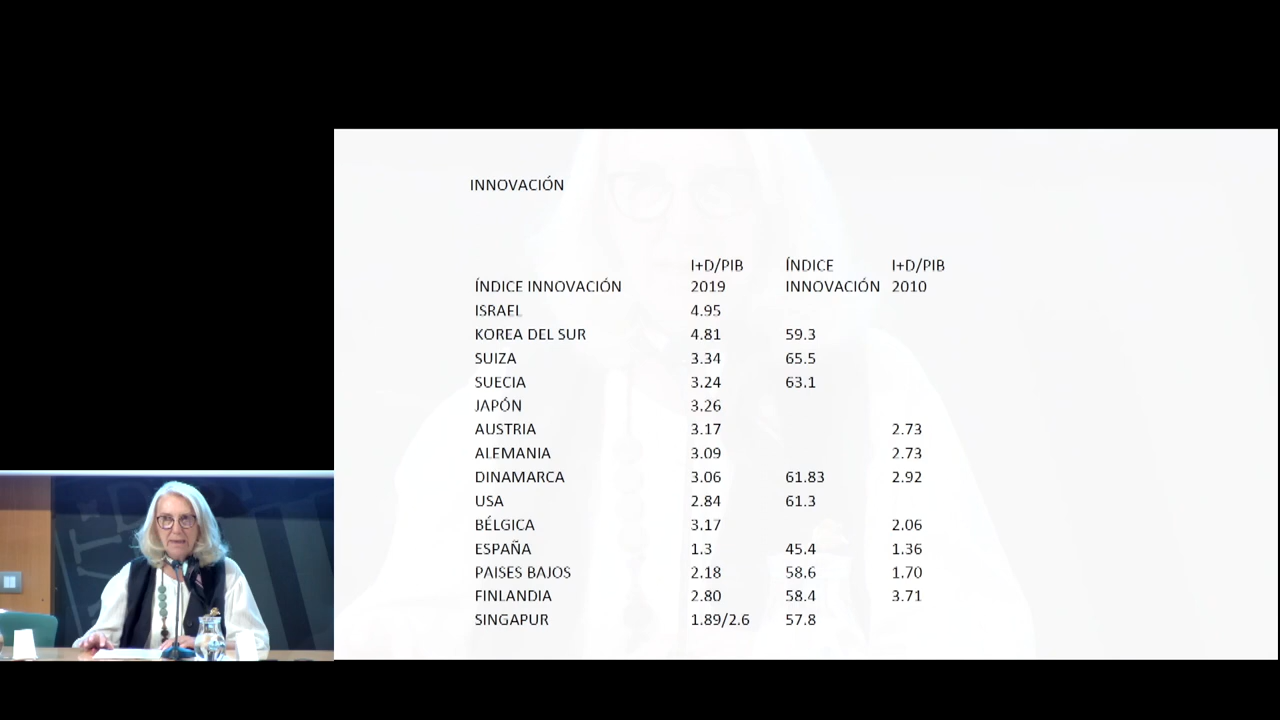 INNOVACIÓN
I+D/PIB ÍNDICE I+D/PIB
ÍNDICE INNOVACIÓN 2019 INNOVACIÓN 2010
ISRAEL 4.95
KOREA DEL SUR 4.81 59.3
SUIZA 3.34 65.5
SUECIA 3.24 63.1
JAPÓN 3.26
AUSTRIA 3.17 2.73
ALEMANIA 3.09 2.73
DINAMARCA 3.06 61.83 2.92
USA 2.84 61.3
BÉLGICA 3.17 2.06
ESPAÑA 1.3 45.4 1.36
PAISES BAJOS 2.18 58.6 1.70
FINLANDIA 2.80 58.4 3.71
SINGAPUR 1.89/2.6 57.8